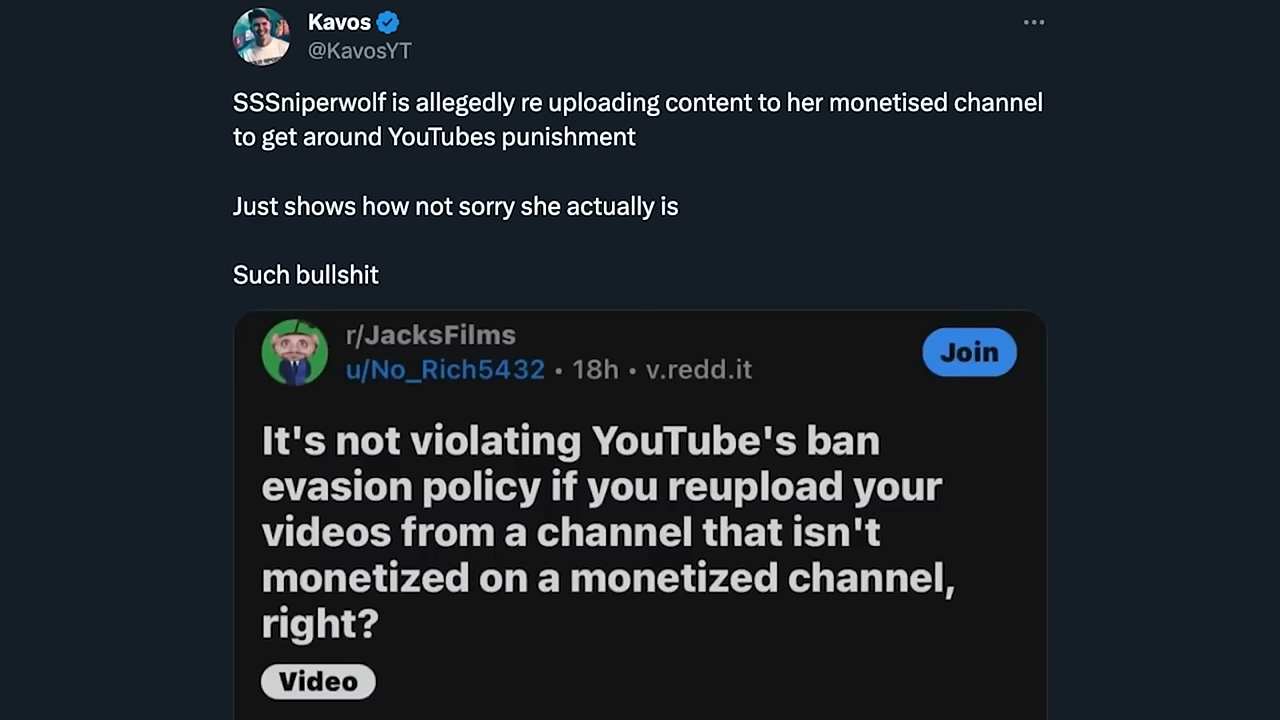 Kavos
@KavosYT
SSSniperwolf is allegedly re uploading content to her monetised channel
to get around YouTubes punishment
Just shows how not sorry she actually is
Such bullshit
r/JacksFilms
u/No_Rich5432 • 18h • v.redd.it
Join
It's not violating YouTube's ban
evasion policy if you reupload your
videos from a channel that isn't
monetized on a monetized channel,
right?
Video